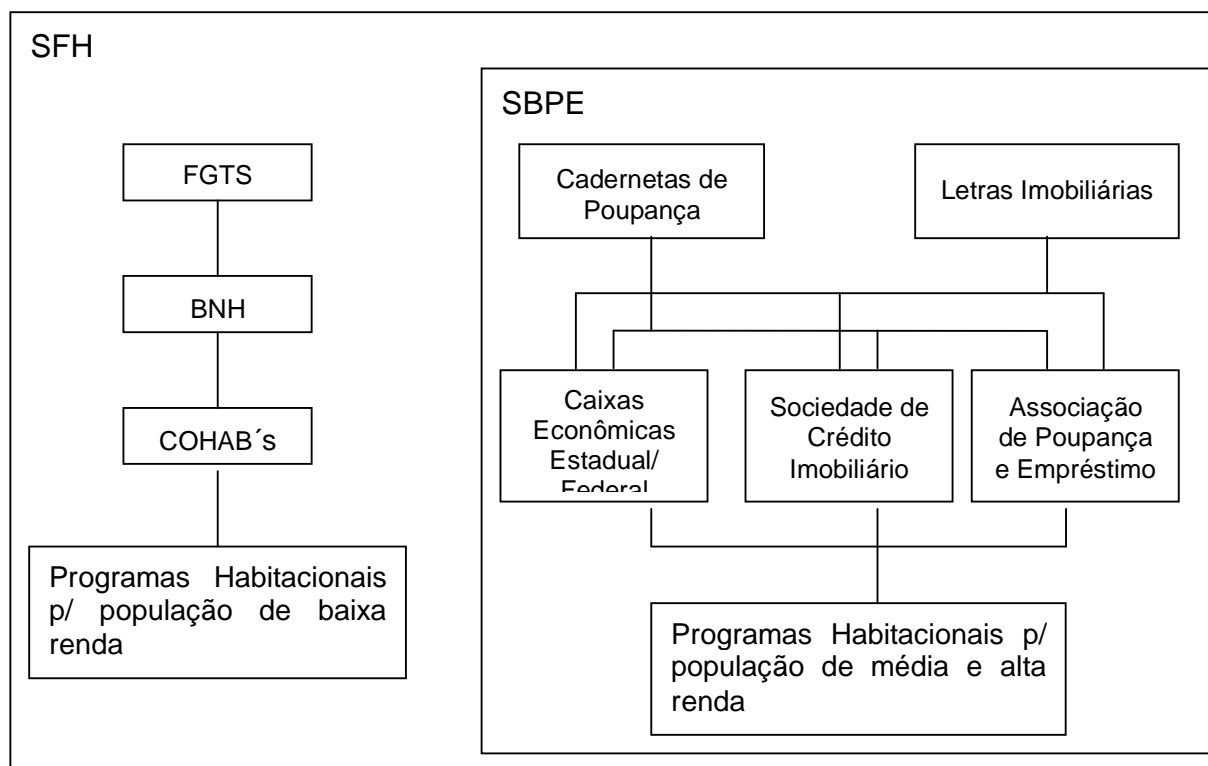 SFH
FGTS
BNH
COHAB´s
Programas Habitacionais
p/ população de baixa
renda
SBPE
Cadernetas de
Poupança
Letras Imobiliárias
Caixas
Econômicas
Estadual/
Federal
Sociedade de
Crédito
Imobiliário
Associação
de Poupança
e Empréstimo
Programas Habitacionais p/
população de média e alta
renda